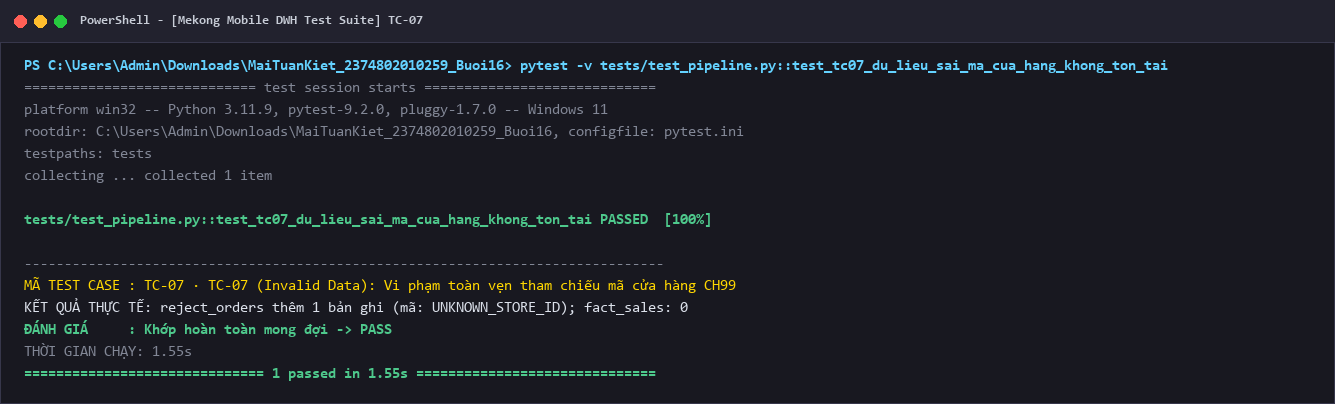 PowerShell - [Mekong Mobile DWH Test Suite] TC-07
PS C:\Users\Admin\Downloads\MaiTuanKiet_2374802010259_Buoi16> pytest -v tests/test_pipeline.py::test_tc07_du_lieu_sai_ma_cua_hang_khong_ton_tai
============================= test session starts =============================
platform win32 -- Python 3.11.9, pytest-9.2.0, pluggy-1.7.0 -- Windows 11
rootdir: C:\Users\Admin\Downloads\MaiTuanKiet_2374802010259_Buoi16, configfile: pytest.ini
testpaths: tests
collecting ... collected 1 item
tests/test_pipeline.py::test_tc07_du_lieu_sai_ma_cua_hang_khong_ton_tai PASSED  [100%]
--------------------------------------------------------------------------------
MÃ TEST CASE : TC-07 · TC-07 (Invalid Data): Vi phạm toàn vẹn tham chiếu mã cửa hàng CH99
KẾT QUẢ THỰC TẾ: reject_orders thêm 1 bản ghi (mã: UNKNOWN_STORE_ID); fact_sales: 0
ĐÁNH GIÁ     : Khớp hoàn toàn mong đợi -> PASS
THỜI GIAN CHẠY: 1.55s
============================== 1 passed in 1.55s ==============================